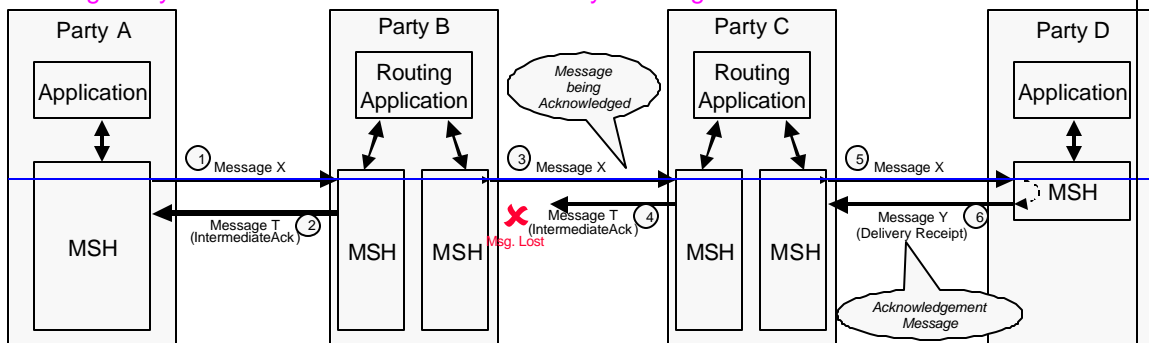 Party A
Party B
Party C
Party D
Application
Routing
Application
Message
being
Acknowledged
Routing
Application
Application
1
Message X
3
Message X
5
Message X
MSH
Message T
(IntermediateAck)
2
Msg. Lost
Message T
(IntermediateAck)
4
Message Y
(Delivery Receipt)
6
MSH
MSH
MSH
MSH
MSH
Acknowledgement
Message